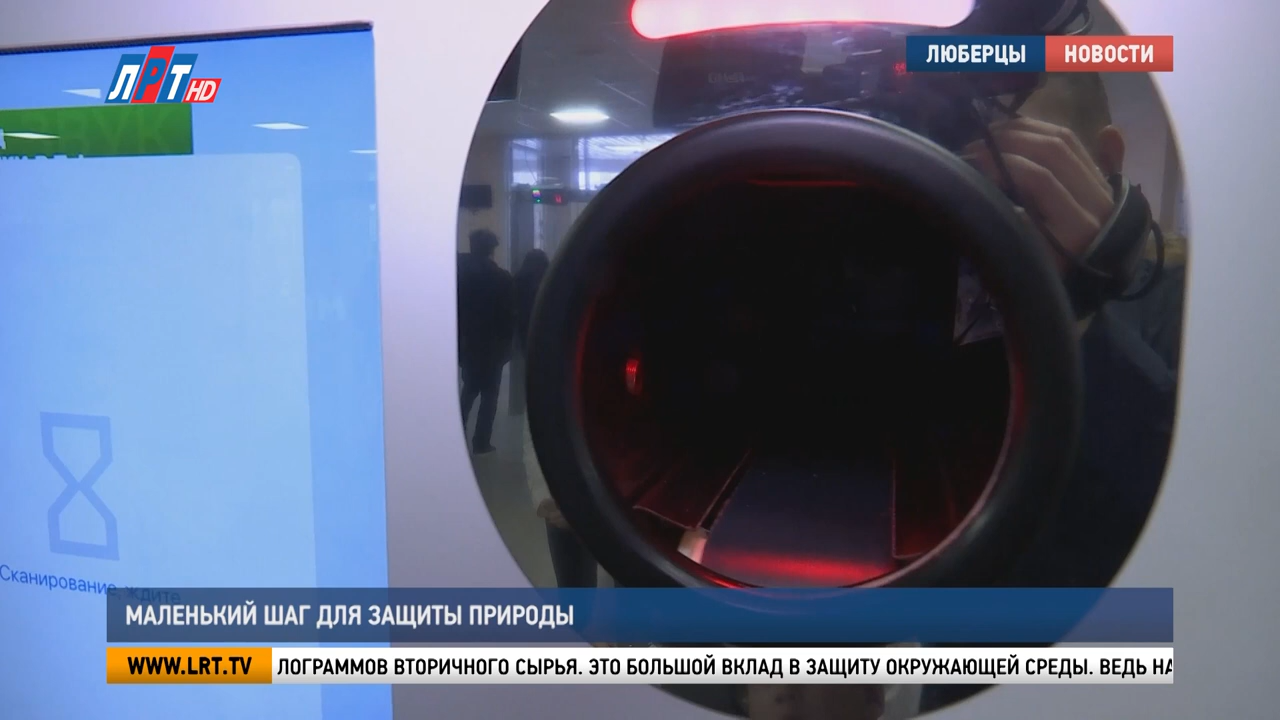 ЛРТ HD
ЛЮБЕРЦЫ НОВОСТИ
Сканирование, ждите
МАЛЕНЬКИЙ ШАГ ДЛЯ ЗАЩИТЫ ПРИРОДЫ
WWW.LRT.TV ЛОГРАММОВ ВТОРИЧНОГО СЫРЬЯ. ЭТО БОЛЬШОЙ ВКЛАД В ЗАЩИТУ ОКРУЖАЮЩЕЙ СРЕДЫ. ВЕДЬ НА